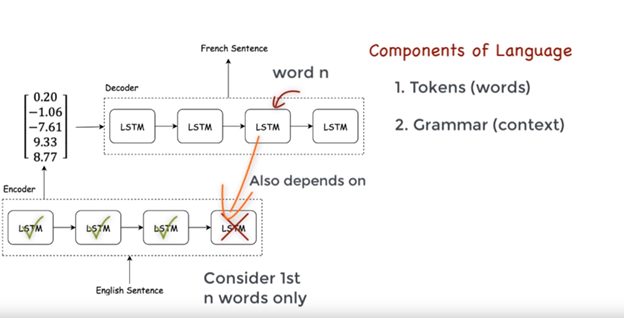 French Sentence
Components of Language
word n
Decoder
1. Tokens (words)
0.20
-1.06
-7.61
9.33
8.77
LSTM
LSTM
LSTM
LSTM
2. Grammar (context)
Also depends on
Encoder
LSTM
LSTM
LSTM
LSTM
Consider 1st
n words only
English Sentence